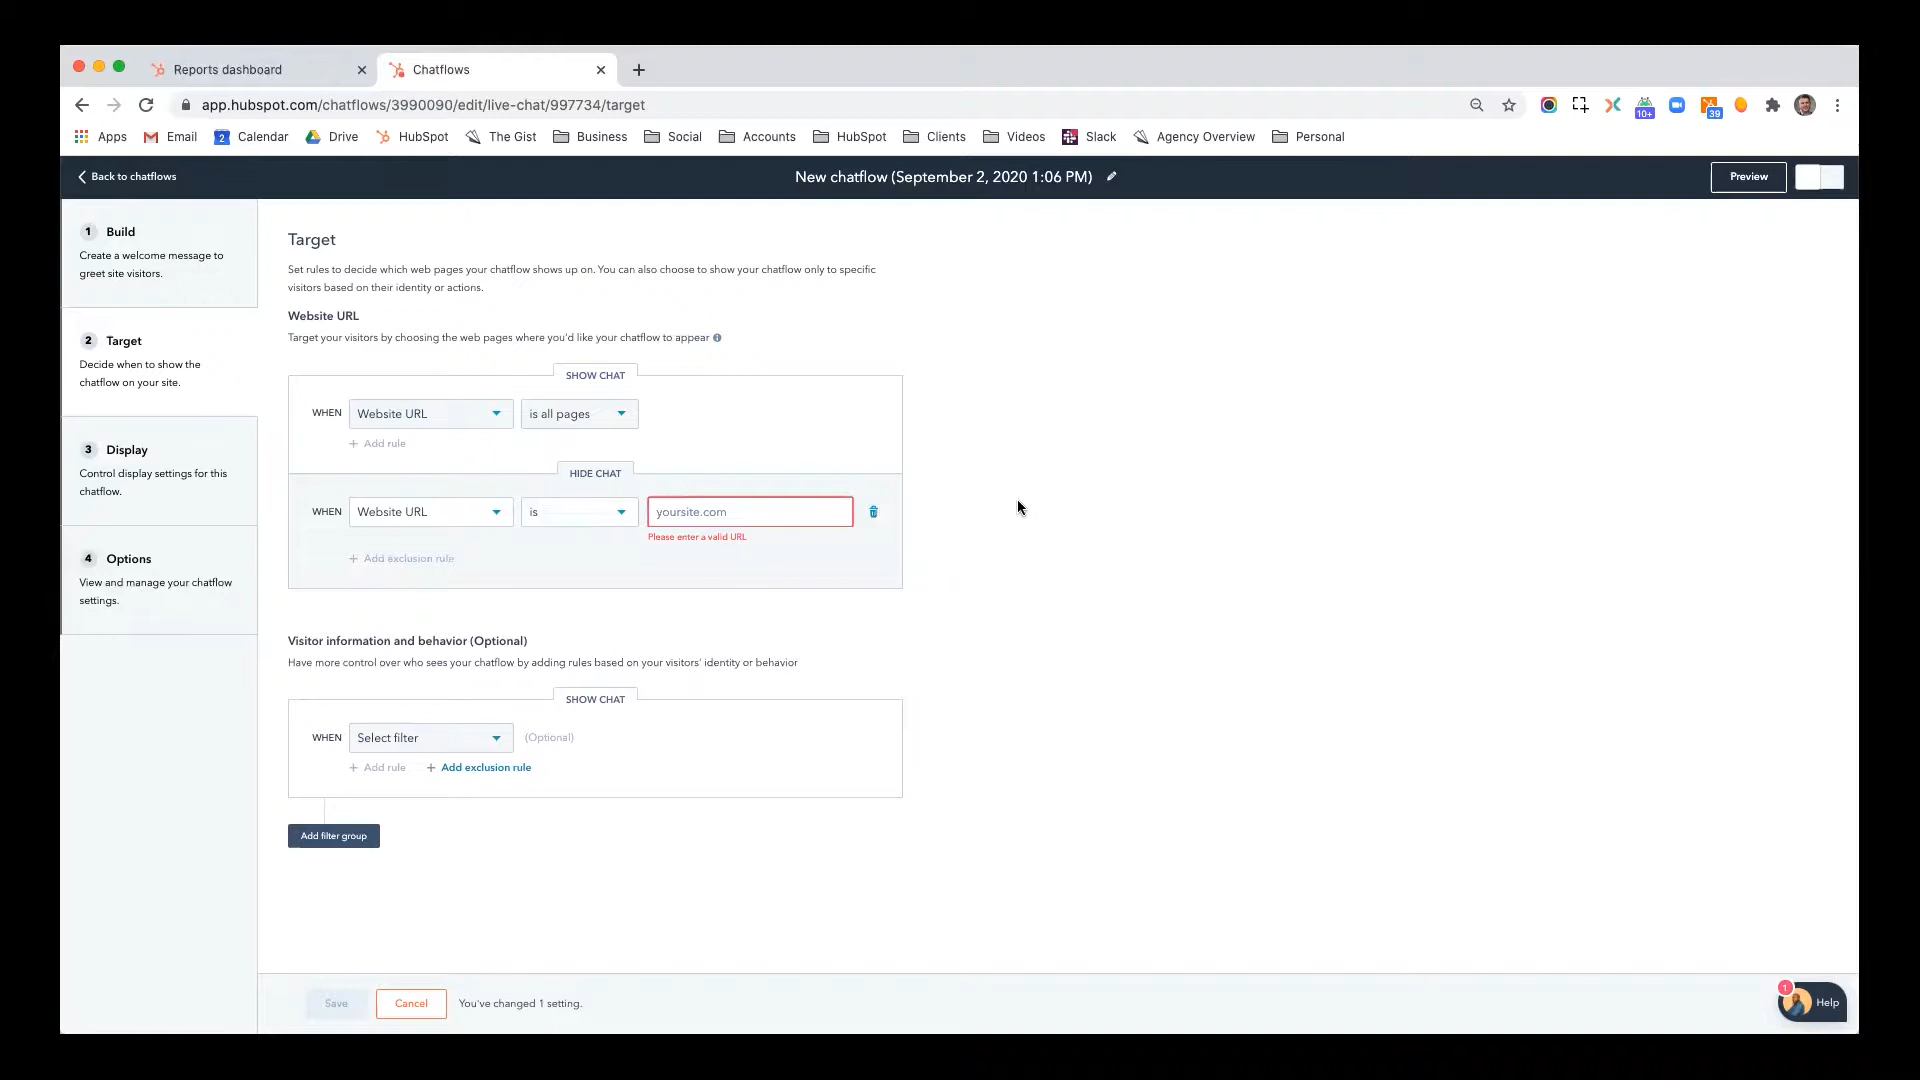 Reports dashboard
Chatflows
app.hubspot.com/chatflows/3990090/edit/live-chat/997734/target
10+
39
Apps
Email
2
Calendar
Drive
HubSpot
The Gist
Business
Social
Accounts
HubSpot
Clients
Videos
Slack
Agency Overview
Personal
Back to chatflows
New chatflow (September 2, 2020 1:06 PM)
Preview
1 Build
Create a welcome message to
greet site visitors.
2 Target
Decide when to show the
chatflow on your site.
3 Display
Control display settings for this
chatflow.
4 Options
View and manage your chatflow
settings.
Target
Set rules to decide which web pages your chatflow shows up on. You can also choose to show your chatflow only to specific
visitors based on their identity or actions.
Website URL
Target your visitors by choosing the web pages where you'd like your chatflow to appear
SHOW CHAT
WHEN Website URL is all pages
+ Add rule
HIDE CHAT
WHEN Website URL is yoursite.com
Please enter a valid URL
+ Add exclusion rule
Visitor information and behavior (Optional)
Have more control over who sees your chatflow by adding rules based on your visitors' identity or behavior
SHOW CHAT
WHEN Select filter (Optional)
+ Add rule + Add exclusion rule
Add filter group
Save Cancel You've changed 1 setting.
1
Help